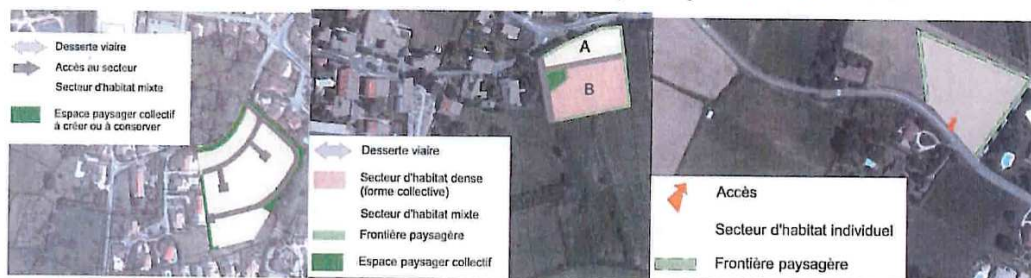 Desserte viaire
Accès au secteur
Secteur d'habitat mixte
Espace paysager collectif
à créer ou à conserver
A
B
Desserte viaire
Secteur d'habitat dense
(forme collective)
Secteur d'habitat mixte
Frontière paysagère
Espace paysager collectif
Accès
Secteur d'habitat individuel
Frontière paysagère